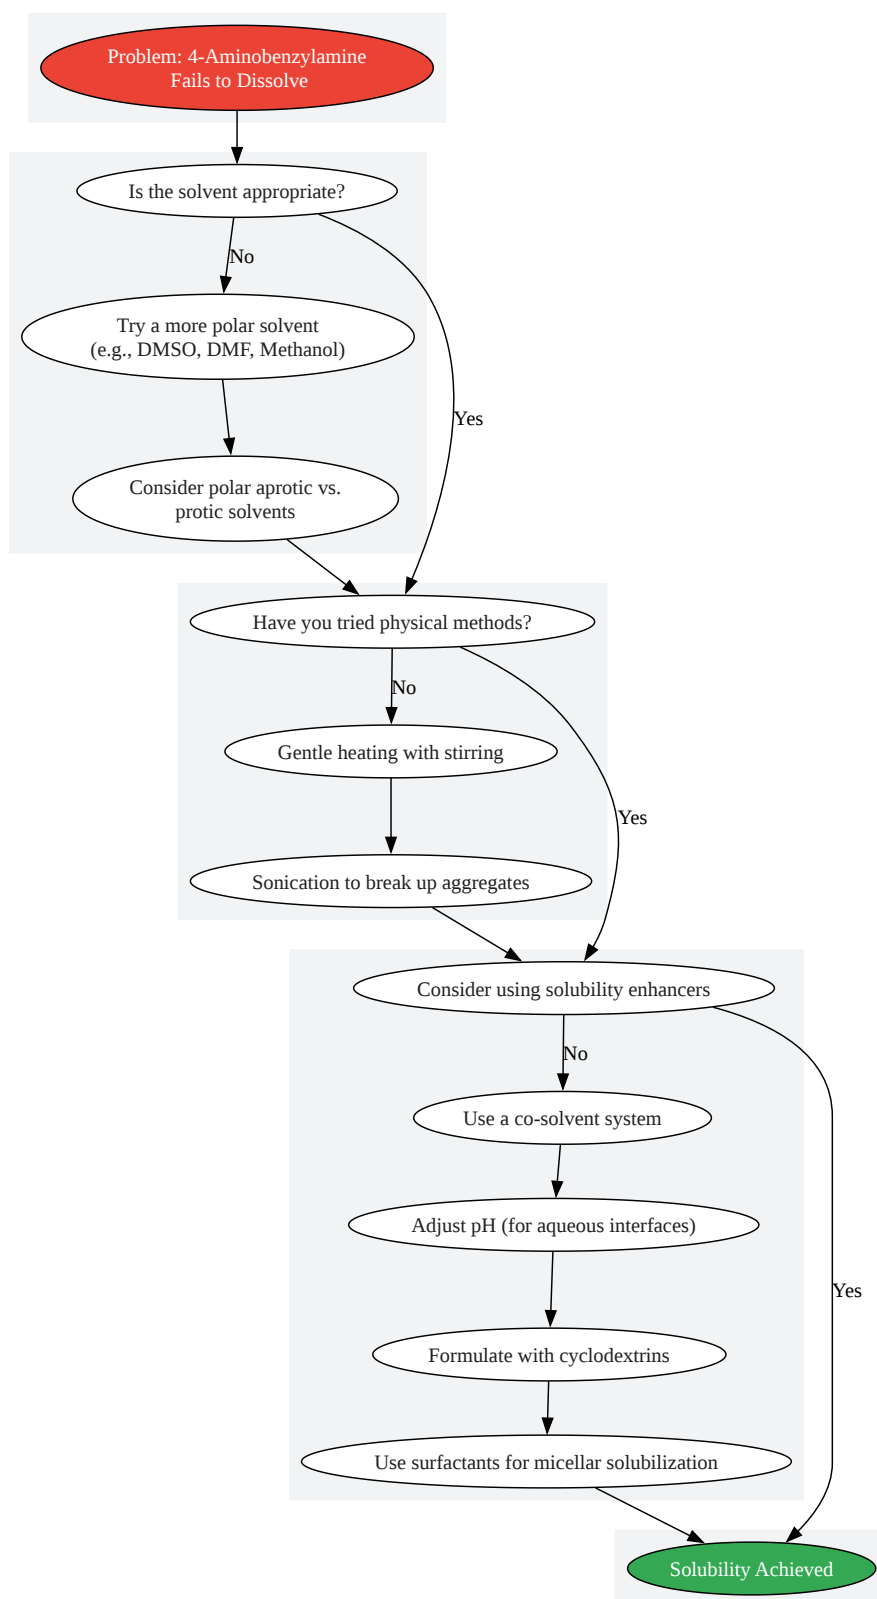 Problem: 4-Aminobenzylamine
Fails to Dissolve
Is the solvent appropriate?
No
Try a more polar solvent
(e.g., DMSO, DMF, Methanol)
Yes
Consider polar aprotic vs.
protic solvents
Have you tried physical methods?
No
Gentle heating with stirring
Yes
Sonication to break up aggregates
Consider using solubility enhancers
No
Use a co-solvent system
Adjust pH (for aqueous interfaces)
Yes
Formulate with cyclodextrins
Use surfactants for micellar solubilization
Solubility Achieved